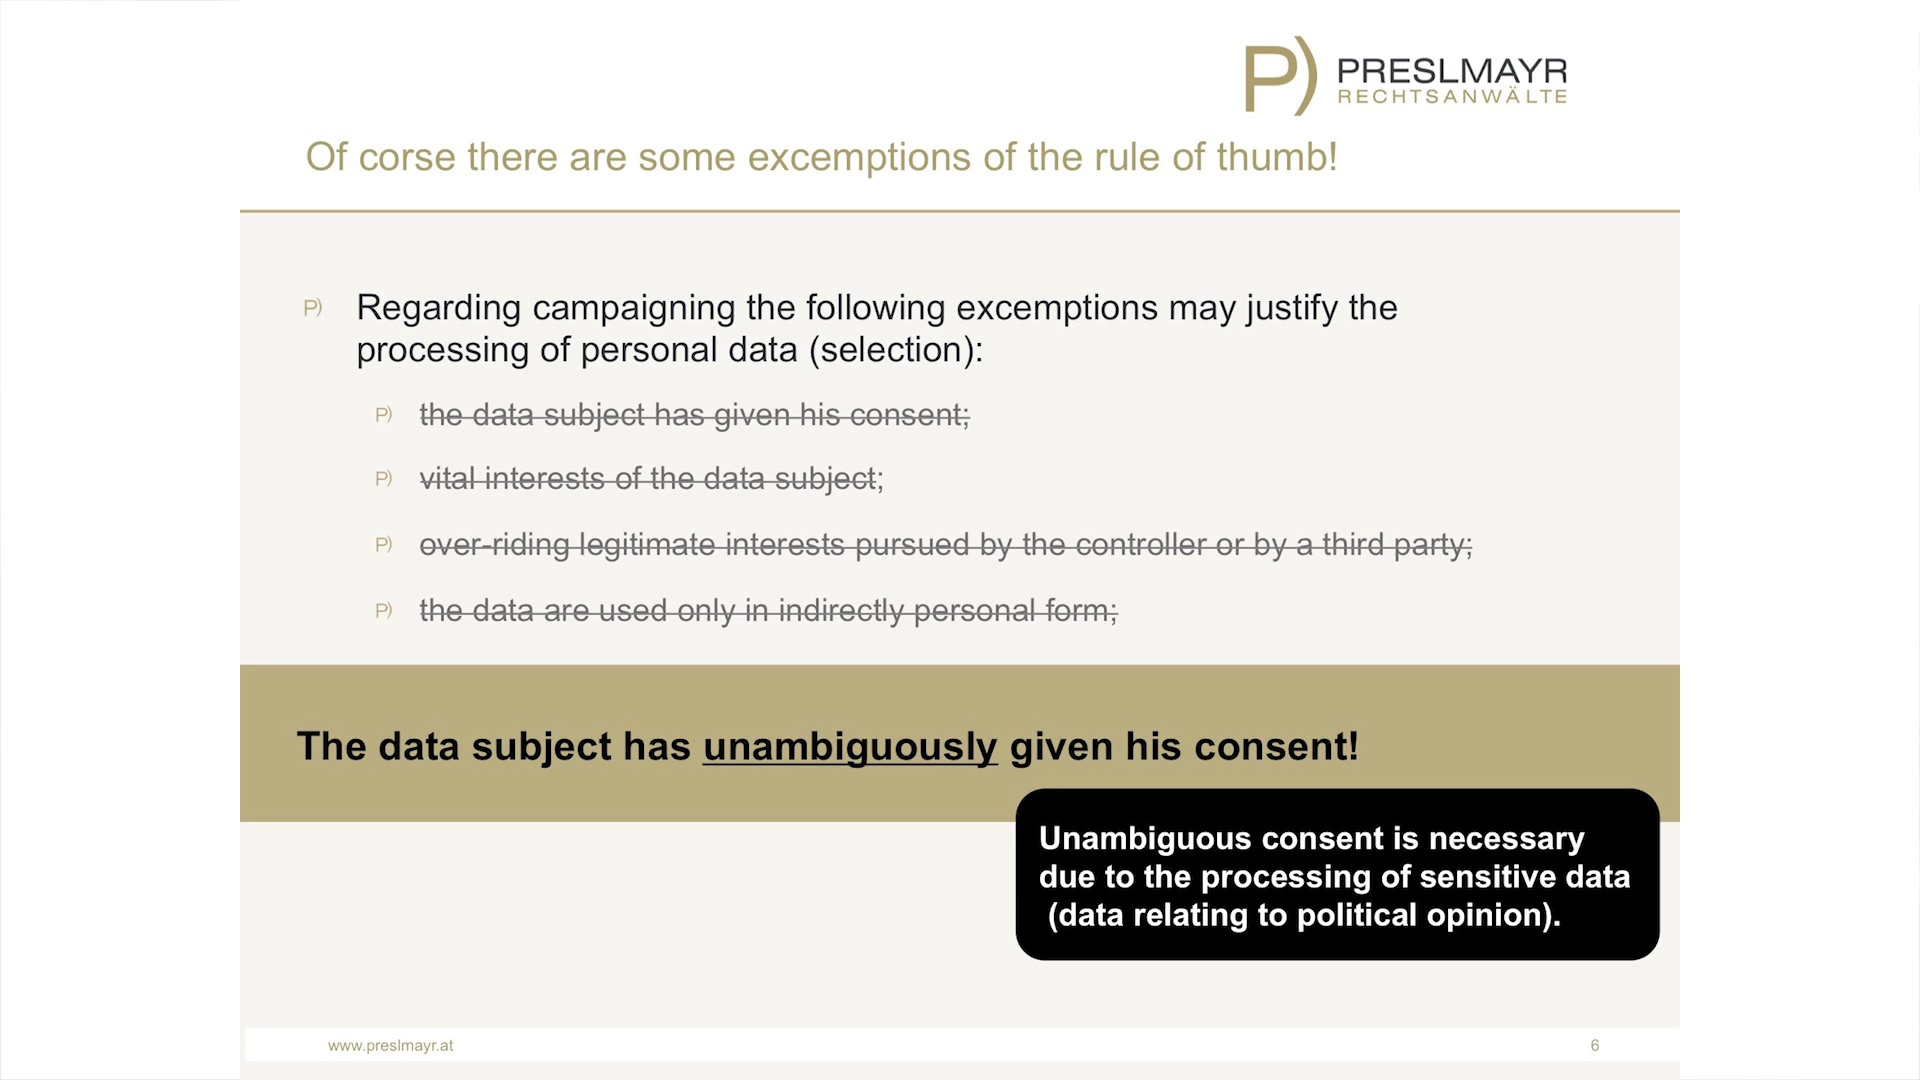 P) PRESLMAYR
RECHTSANWÄLTE
Of corse there are some excemptions of the rule of thumb!
P) Regarding campaigning the following excemptions may justify the
processing of personal data (selection):
P) the data subject has given his consent;
P) vital interests of the data subject;
P) over-riding legitimate interests pursued by the controller or by a third party;
P) the data are used only in indirectly personal form;
The data subject has unambiguously given his consent!
Unambiguous consent is necessary
due to the processing of sensitive data
(data relating to political opinion).
www.preslmayr.at
6